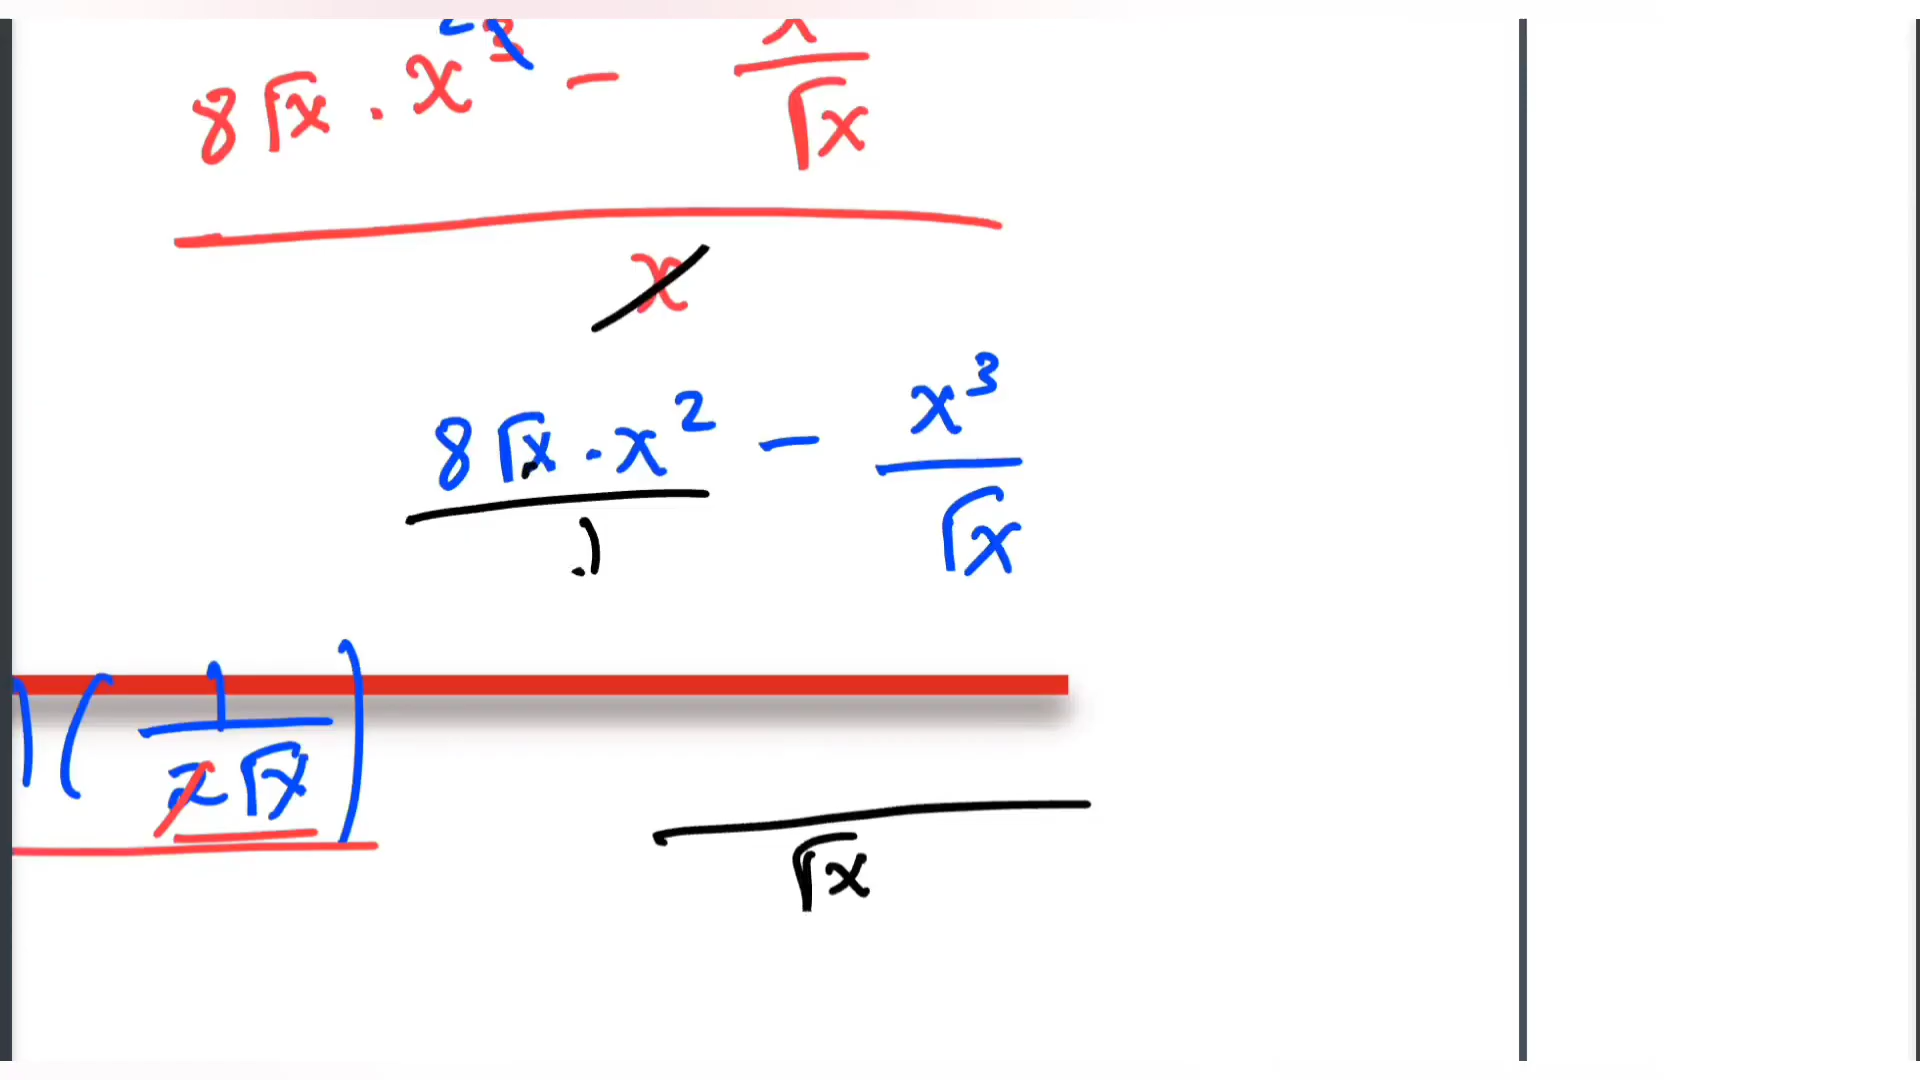 8√x · x² -
√x
x
8√x · x² - x³
1 √x
( 1 )
2√x
√x